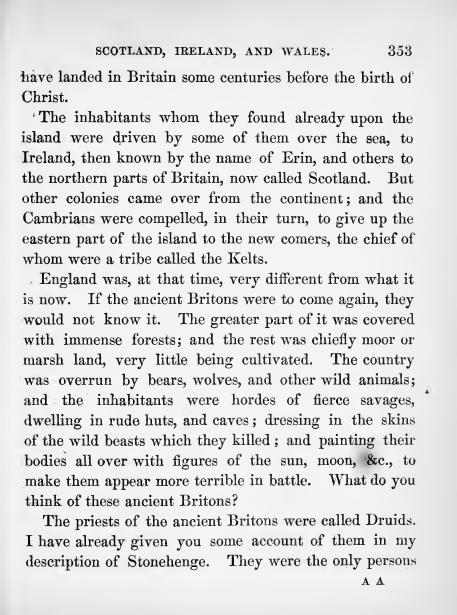 SCOTLAND, IRELAND, AND WALES. 353
have landed in Britain some centuries before the birth of
Christ.
The inhabitants whom they found already upon the
island were driven by some of them over the sea, to
Ireland, then known by the name of Erin, and others to
the northern parts of Britain, now called Scotland. But
other colonies came over from the continent; and the
Cambrians were compelled, in their turn, to give up the
eastern part of the island to the new comers, the chief of
whom were a tribe called the Kelts.
England was, at that time, very different from what it
is now. If the ancient Britons were to come again, they
would not know it. The greater part of it was covered
with immense forests; and the rest was chiefly moor or
marsh land, very little being cultivated. The country
was overrun by bears, wolves, and other wild animals;
and the inhabitants were hordes of fierce savages,
dwelling in rude huts, and caves; dressing in the skins
of the wild beasts which they killed; and painting their
bodies all over with figures of the sun, moon, &c., to
make them appear more terrible in battle. What do you
think of these ancient Britons?
The priests of the ancient Britons were called Druids.
I have already given you some account of them in my
description of Stonehenge. They were the only persons
A A